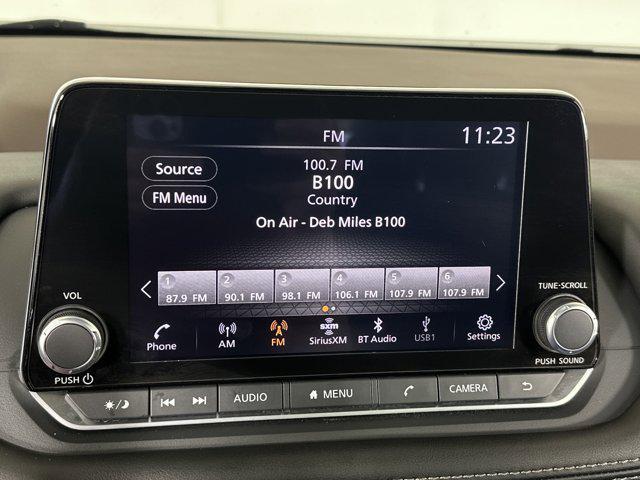 FM 11:23
Source
FM Menu
100.7 FM
B100
Country
On Air - Deb Miles B100
1 2 3 4 5 6
87.9 FM 90.1 FM 98.1 FM 106.1 FM 107.9 FM 107.9 FM
Phone AM FM SiriusXM BT Audio USB1 Settings
sxm
VOL
PUSH
TUNE·SCROLL
PUSH SOUND
AUDIO MENU CAMERA